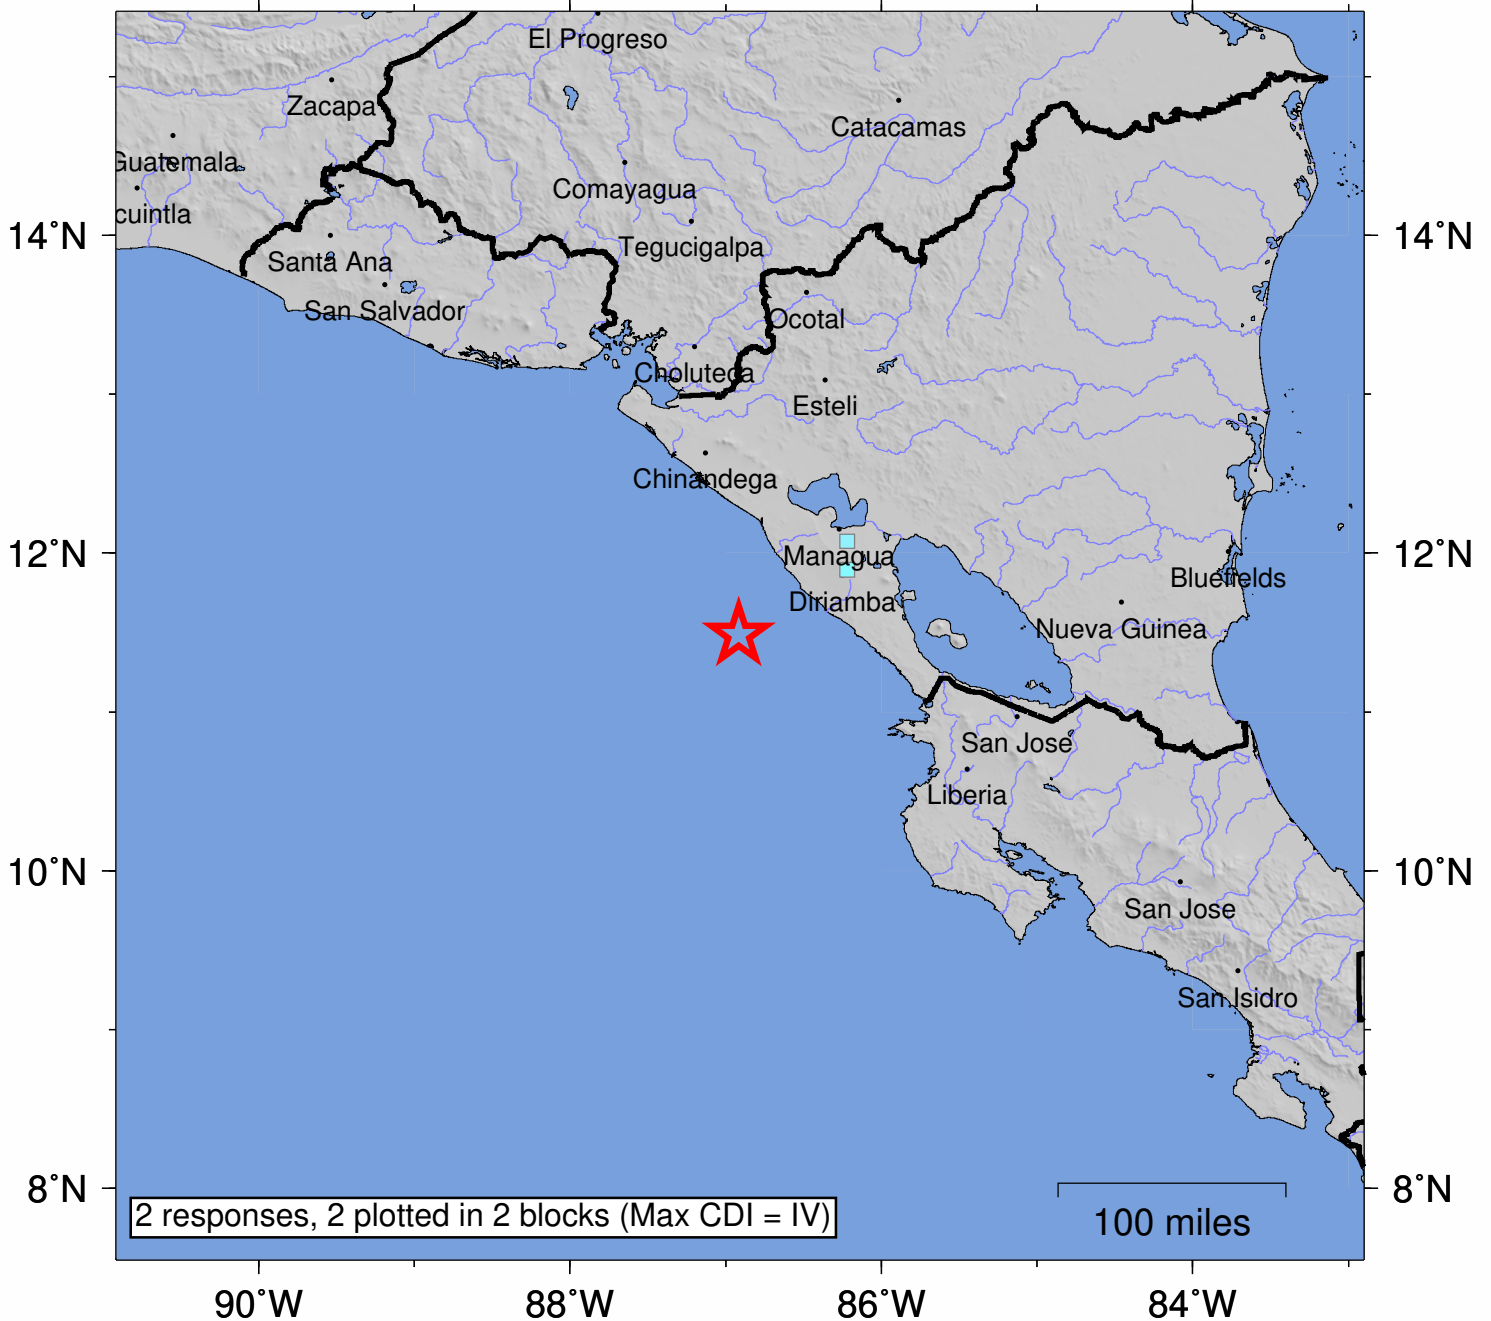 El Progreso
Zacapa
Catacamas
Guatemala
Comayagua
cuintla
14°N
14°N
Tegucigalpa
Santa Ana
San Salvador
Ocotal
Choluteca
Esteli
Chinandega
12°N
Managua
12°N
Bluefields
Diriamba
Nueva Guinea
San Jose
Liberia
10°N
10°N
San Jose
San Isidro
8°N
8°N
2 responses, 2 plotted in 2 blocks (Max CDI = IV)
100 miles
90°W
88°W
86°W
84°W